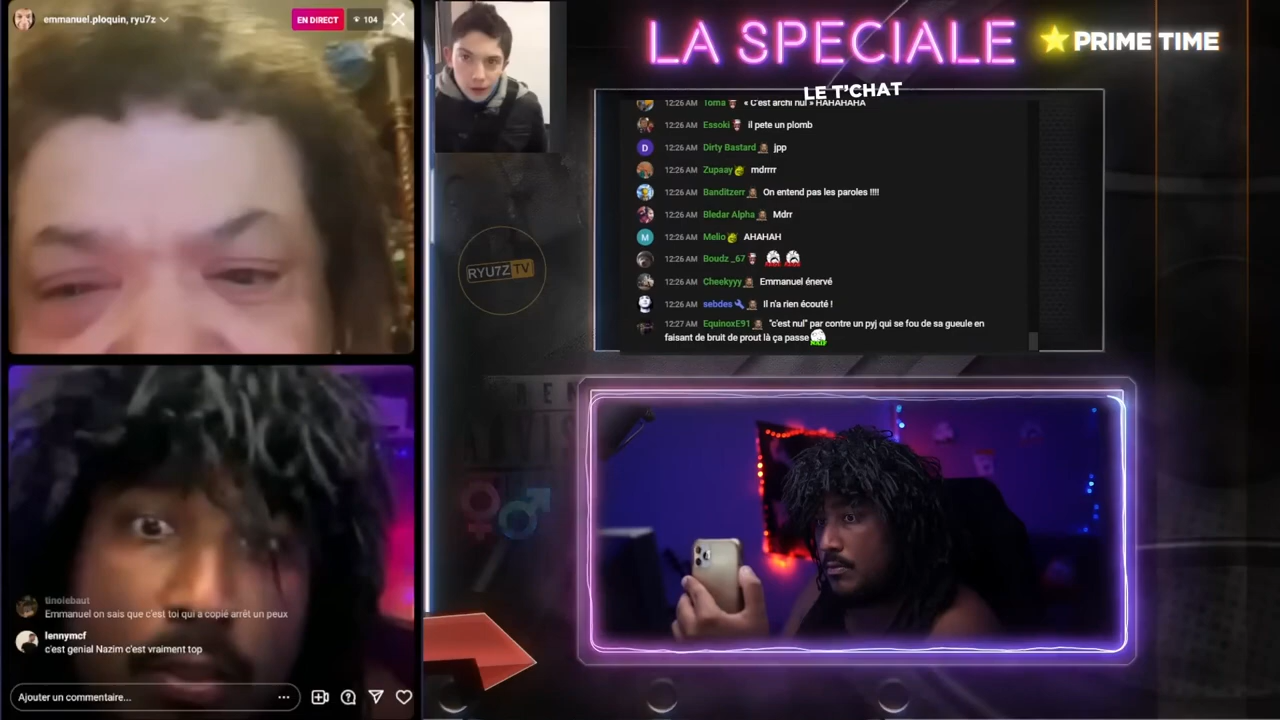 emmanuel.ploquin, ryu7z
EN DIRECT
104
LA SPECIALE
PRIME TIME
LE T'CHAT
12:26 AM Toma « C'est archi nul » HAHAHAHA
12:26 AM Essoki il pete un plomb
D 12:26 AM Dirty Bastard jpp
12:26 AM Zupaay mdrrrr
12:26 AM Banditzerr On entend pas les paroles !!!!
12:26 AM Bledar Alpha Mdrr
M 12:26 AM Melio AHAHAH
12:26 AM Boudz _67
12:26 AM Cheekyyy Emmanuel énervé
12:26 AM sebdes Il n'a rien écouté !
12:27 AM EquinoxE91 "c'est nul" par contre un pyj qui se fou de sa gueule en
faisant de bruit de prout là ça passe
RYU7Z TV
tinolebaut
Emmanuel on sais que c'est toi qui a copié arrêt un peux
lennymcf
c'est genial Nazim c'est vraiment top
Ajouter un commentaire...